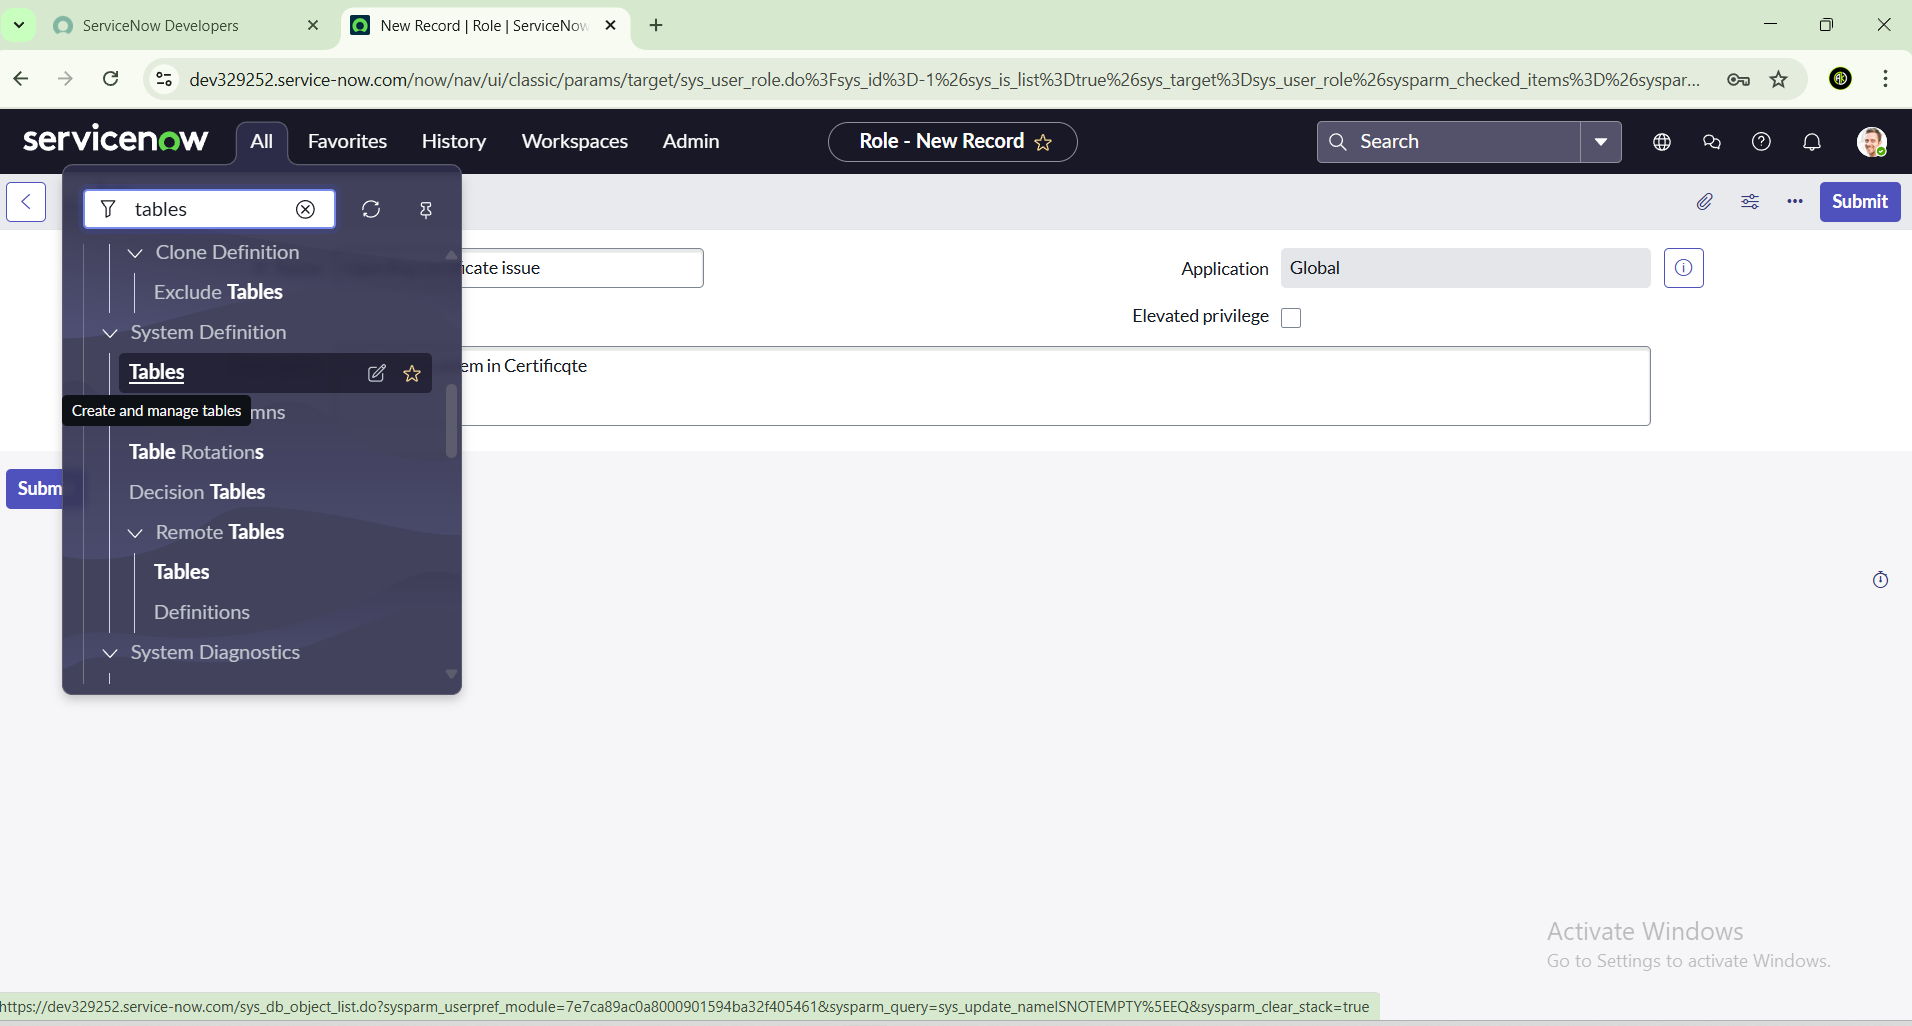 ServiceNow Developers
New Record | Role | ServiceNow
dev329252.service-now.com/now/nav/ui/classic/params/target/sys_user_role.do%3Fsys_id%3D-1%26sys_is_list%3Dtrue%26sys_target%3Dsys_user_role%26sysparm_checked_items%3D%26syspar...
servicenow
All
Favorites
History
Workspaces
Admin
Role - New Record
Search
tables
Submit
Clone Definition
icate issue
Application
Global
Exclude Tables
Elevated privilege
System Definition
Tables
em in Certificqte
Create and manage tables
mns
Table Rotations
Decision Tables
Subm
Remote Tables
Tables
Definitions
System Diagnostics
Activate Windows
Go to Settings to activate Windows.
https://dev329252.service-now.com/sys_db_object_list.do?sysparm_userpref_module=7e7ca89ac0a8000901594ba32f405461&sysparm_query=sys_update_nameISNOTEMPTY%5EEQ&sysparm_clear_stack=true